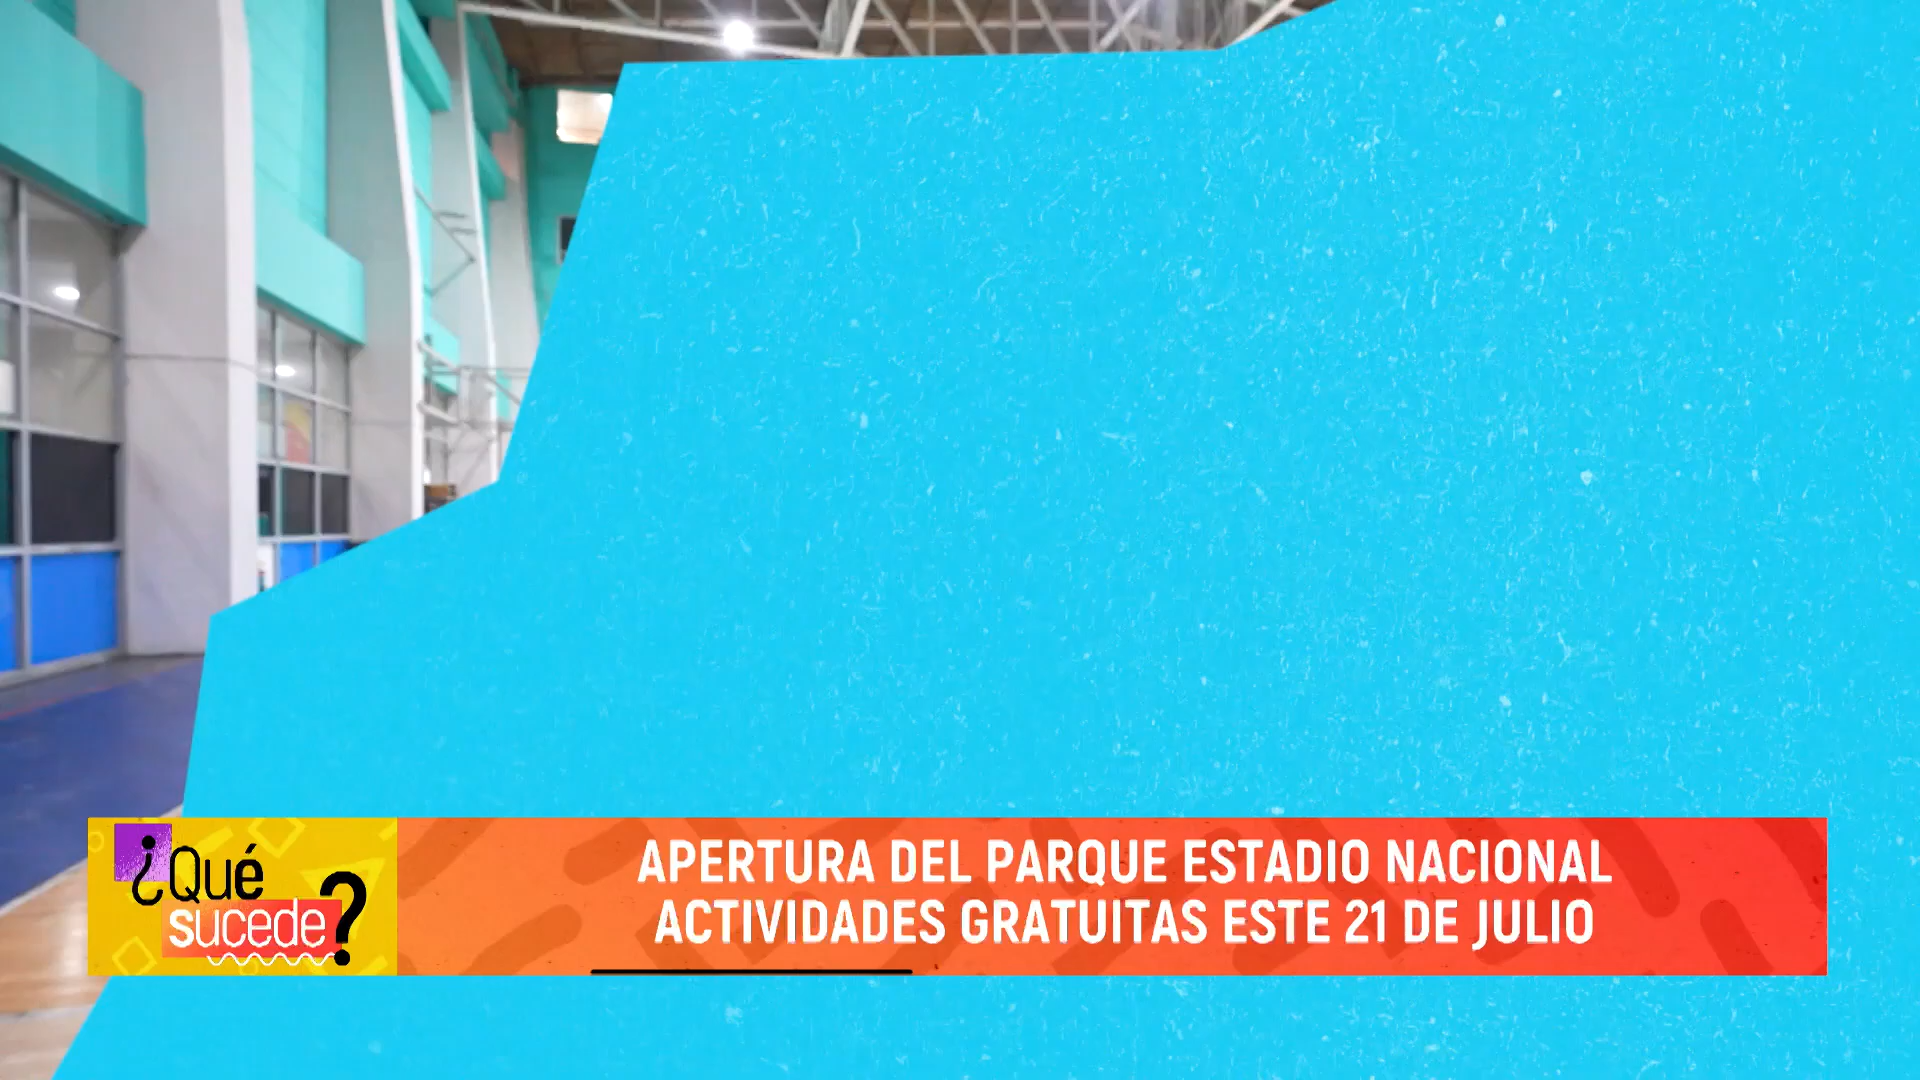 ¿Qué
sucede?
APERTURA DEL PARQUE ESTADIO NACIONAL
ACTIVIDADES GRATUITAS ESTE 21 DE JULIO